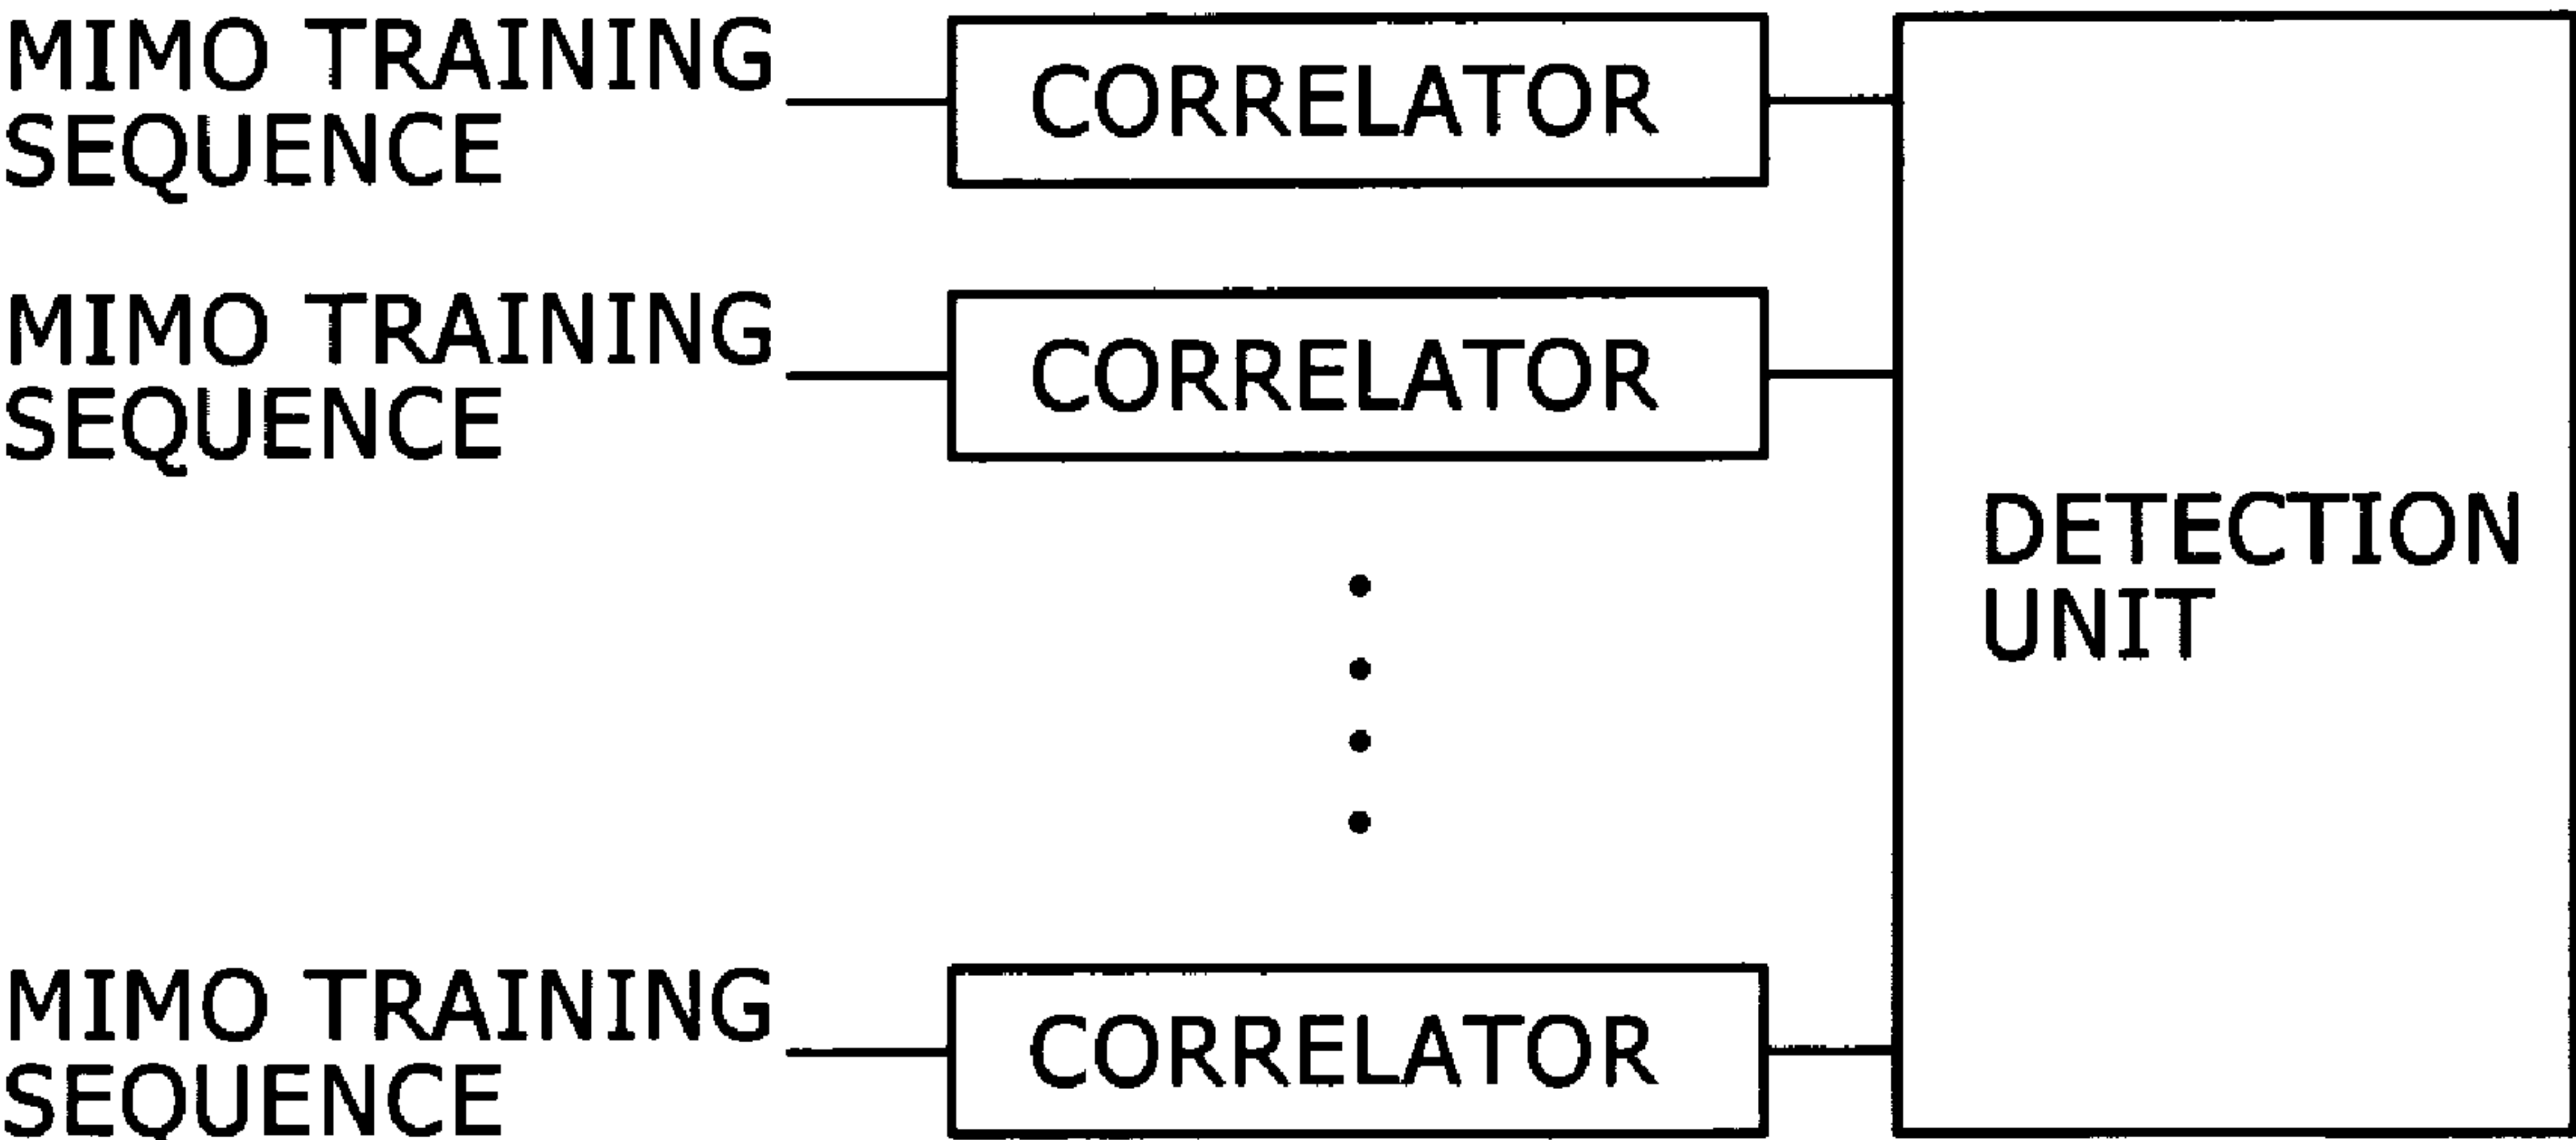 MIMO TRAINING
SEQUENCE
CORRELATOR
MIMO TRAINING
SEQUENCE
CORRELATOR
DETECTION
UNIT
MIMO TRAINING
SEQUENCE
CORRELATOR